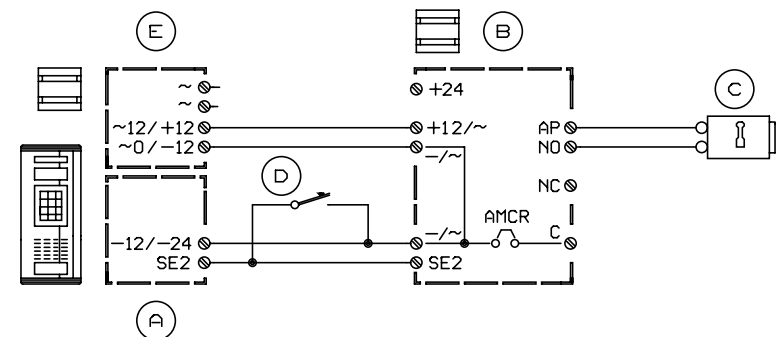 E
B
C
~
~
~12/+12
~0/-12
+24
+12/~
-/~
AP
NO
NC
D
AMCR
-12/-24
SE2
-/~
SE2
C
A